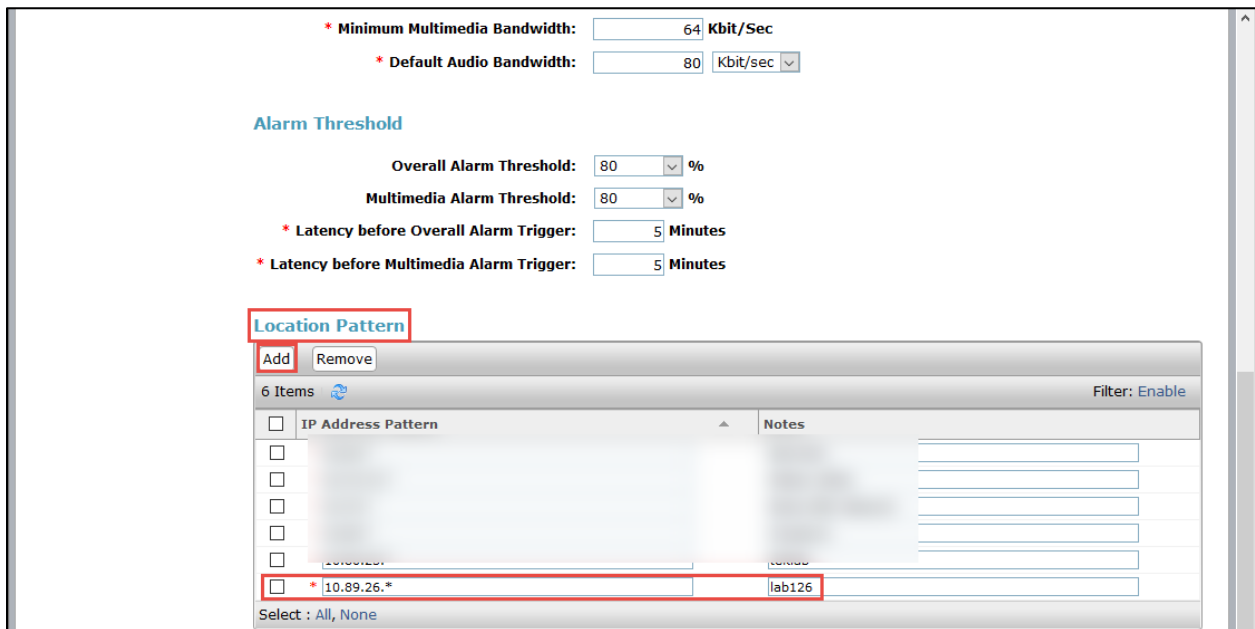 * Minimum Multimedia Bandwidth: 64 Kbit/Sec
* Default Audio Bandwidth: 80 Kbit/sec
Alarm Threshold
Overall Alarm Threshold: 80 %
Multimedia Alarm Threshold: 80 %
* Latency before Overall Alarm Trigger: 5 Minutes
* Latency before Multimedia Alarm Trigger: 5 Minutes
Location Pattern
Add Remove
6 Items Filter: Enable
IP Address Pattern Notes
* 10.89.26.* lab126
Select : All, None